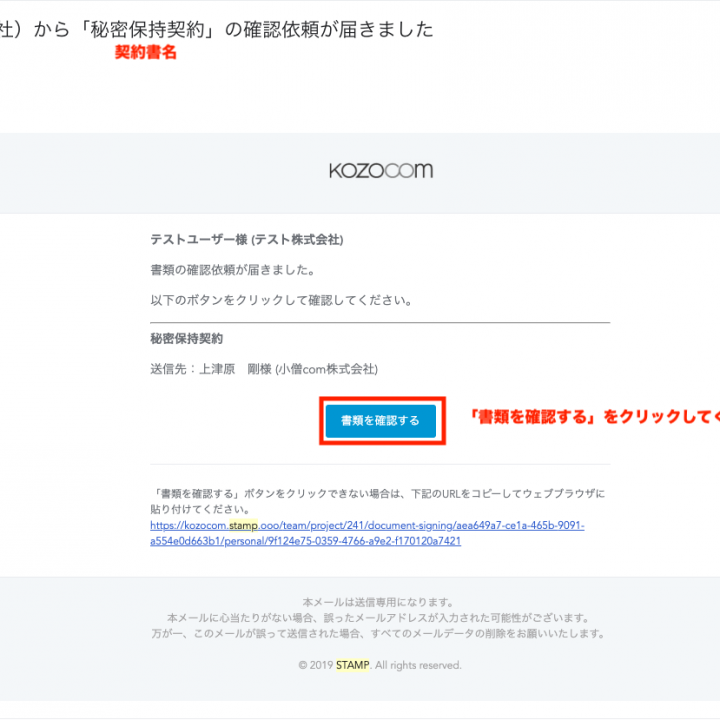 社）から「秘密保持契約」の確認依頼が届きました
契約書名
KOZOCOM
テストユーザー様 (テスト株式会社)
書類の確認依頼が届きました。
以下のボタンをクリックして確認してください。
秘密保持契約
送信先：上津原　剛様 (小僧com株式会社)
書類を確認する
「書類を確認する」をクリックしてく
「書類を確認する」ボタンをクリックできない場合は、下記のURLをコピーしてウェブブラウザに
貼り付けてください。
https://kozocom.stamp.ooo/team/project/241/document-signing/aea649a7-ce1a-465b-9091-
a554e0d663b1/personal/9f124e75-0359-4766-a9e2-f170120a7421
本メールは送信専用になります。
本メールに心当たりがない場合、誤ったメールアドレスが入力された可能性がございます。
万が一、このメールが誤って送信された場合、すべてのメールデータの削除をお願いいたします。
© 2019 STAMP. All rights reserved.